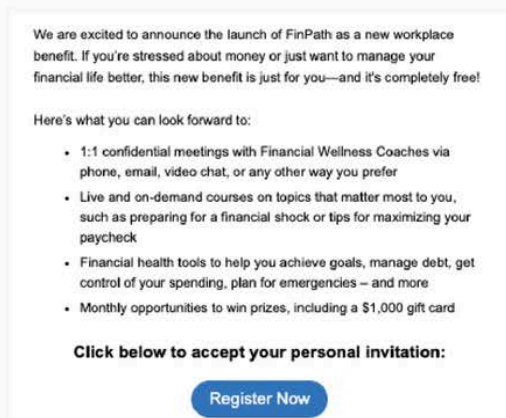 We are excited to announce the launch of FinPath as a new workplace
benefit. If you're stressed about money or just want to manage your
financial life better, this new benefit is just for you—and it's completely free!
Here's what you can look forward to:
• 1:1 confidential meetings with Financial Wellness Coaches via
phone, email, video chat, or any other way you prefer
• Live and on-demand courses on topics that matter most to you,
such as preparing for a financial shock or tips for maximizing your
paycheck
• Financial health tools to help you achieve goals, manage debt, get
control of your spending, plan for emergencies – and more
• Monthly opportunities to win prizes, including a $1,000 gift card
Click below to accept your personal invitation:
Register Now